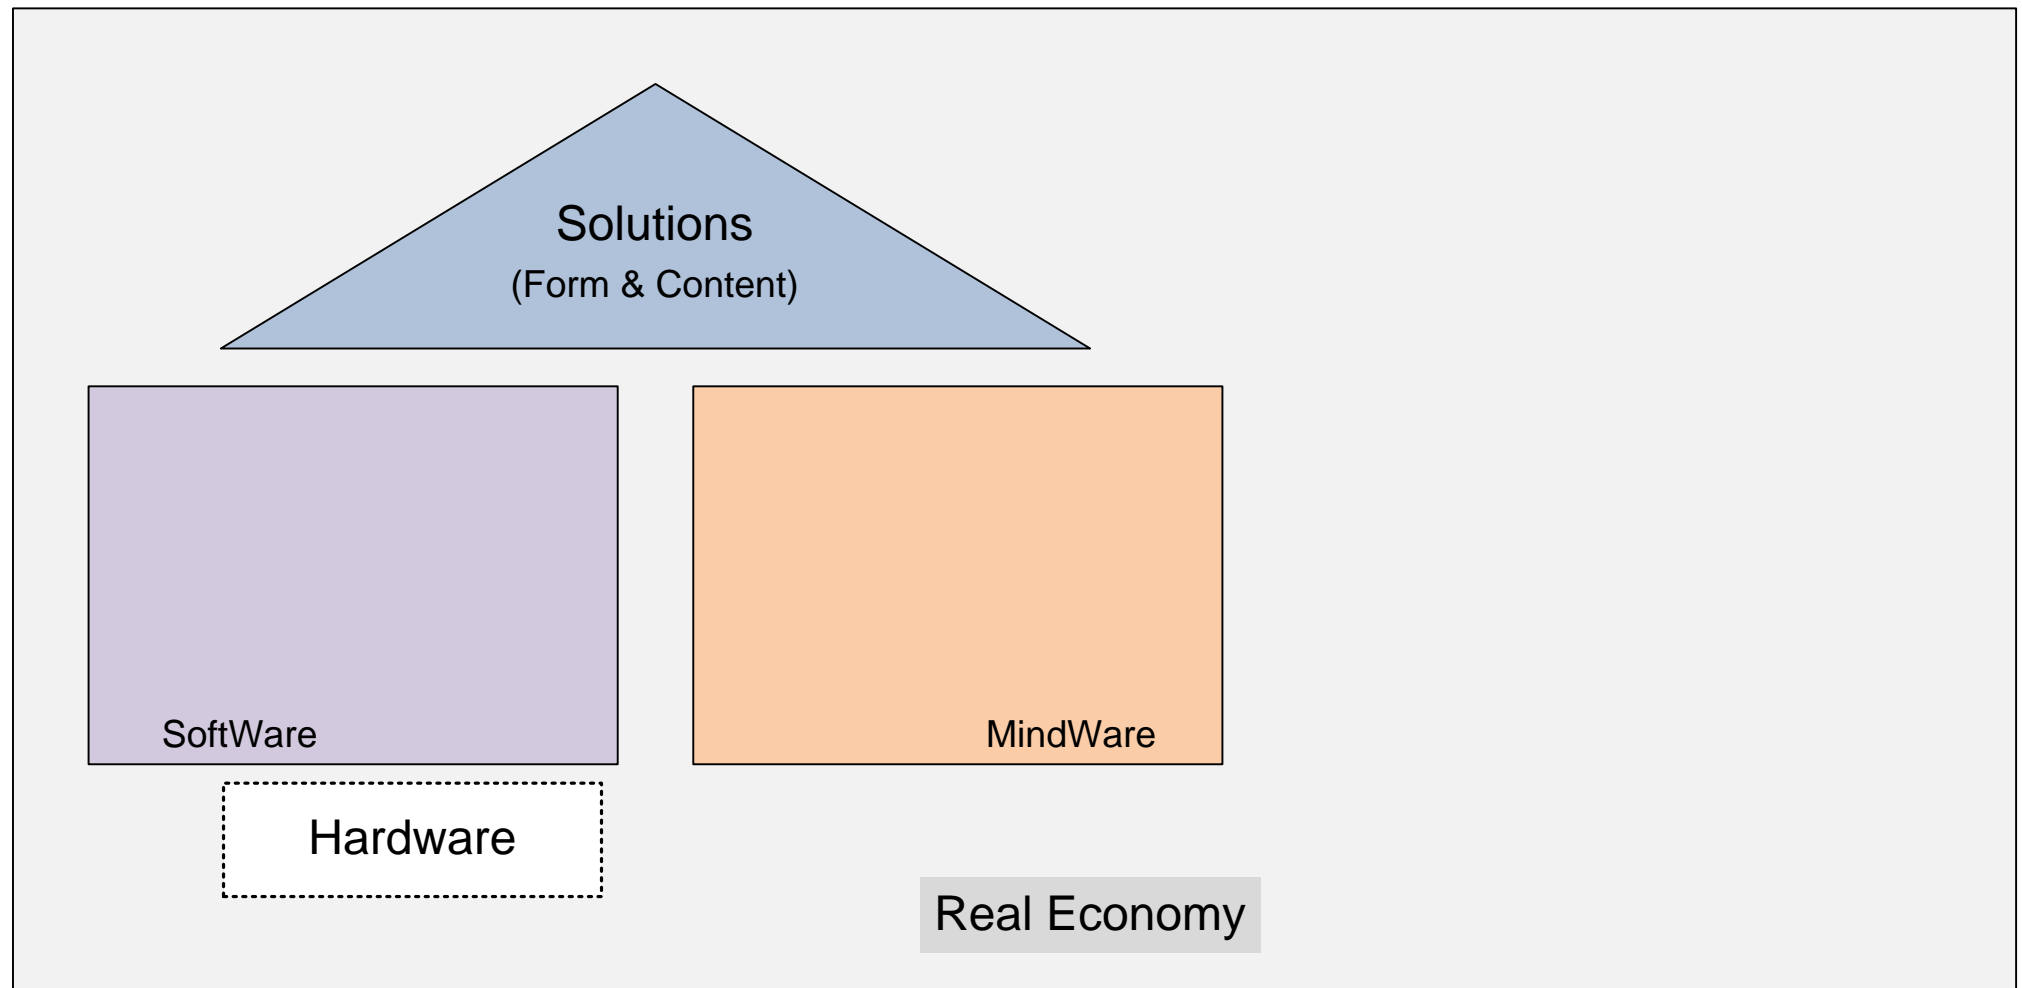 Solutions
(Form & Content)
SoftWare
MindWare
Hardware
Real Economy